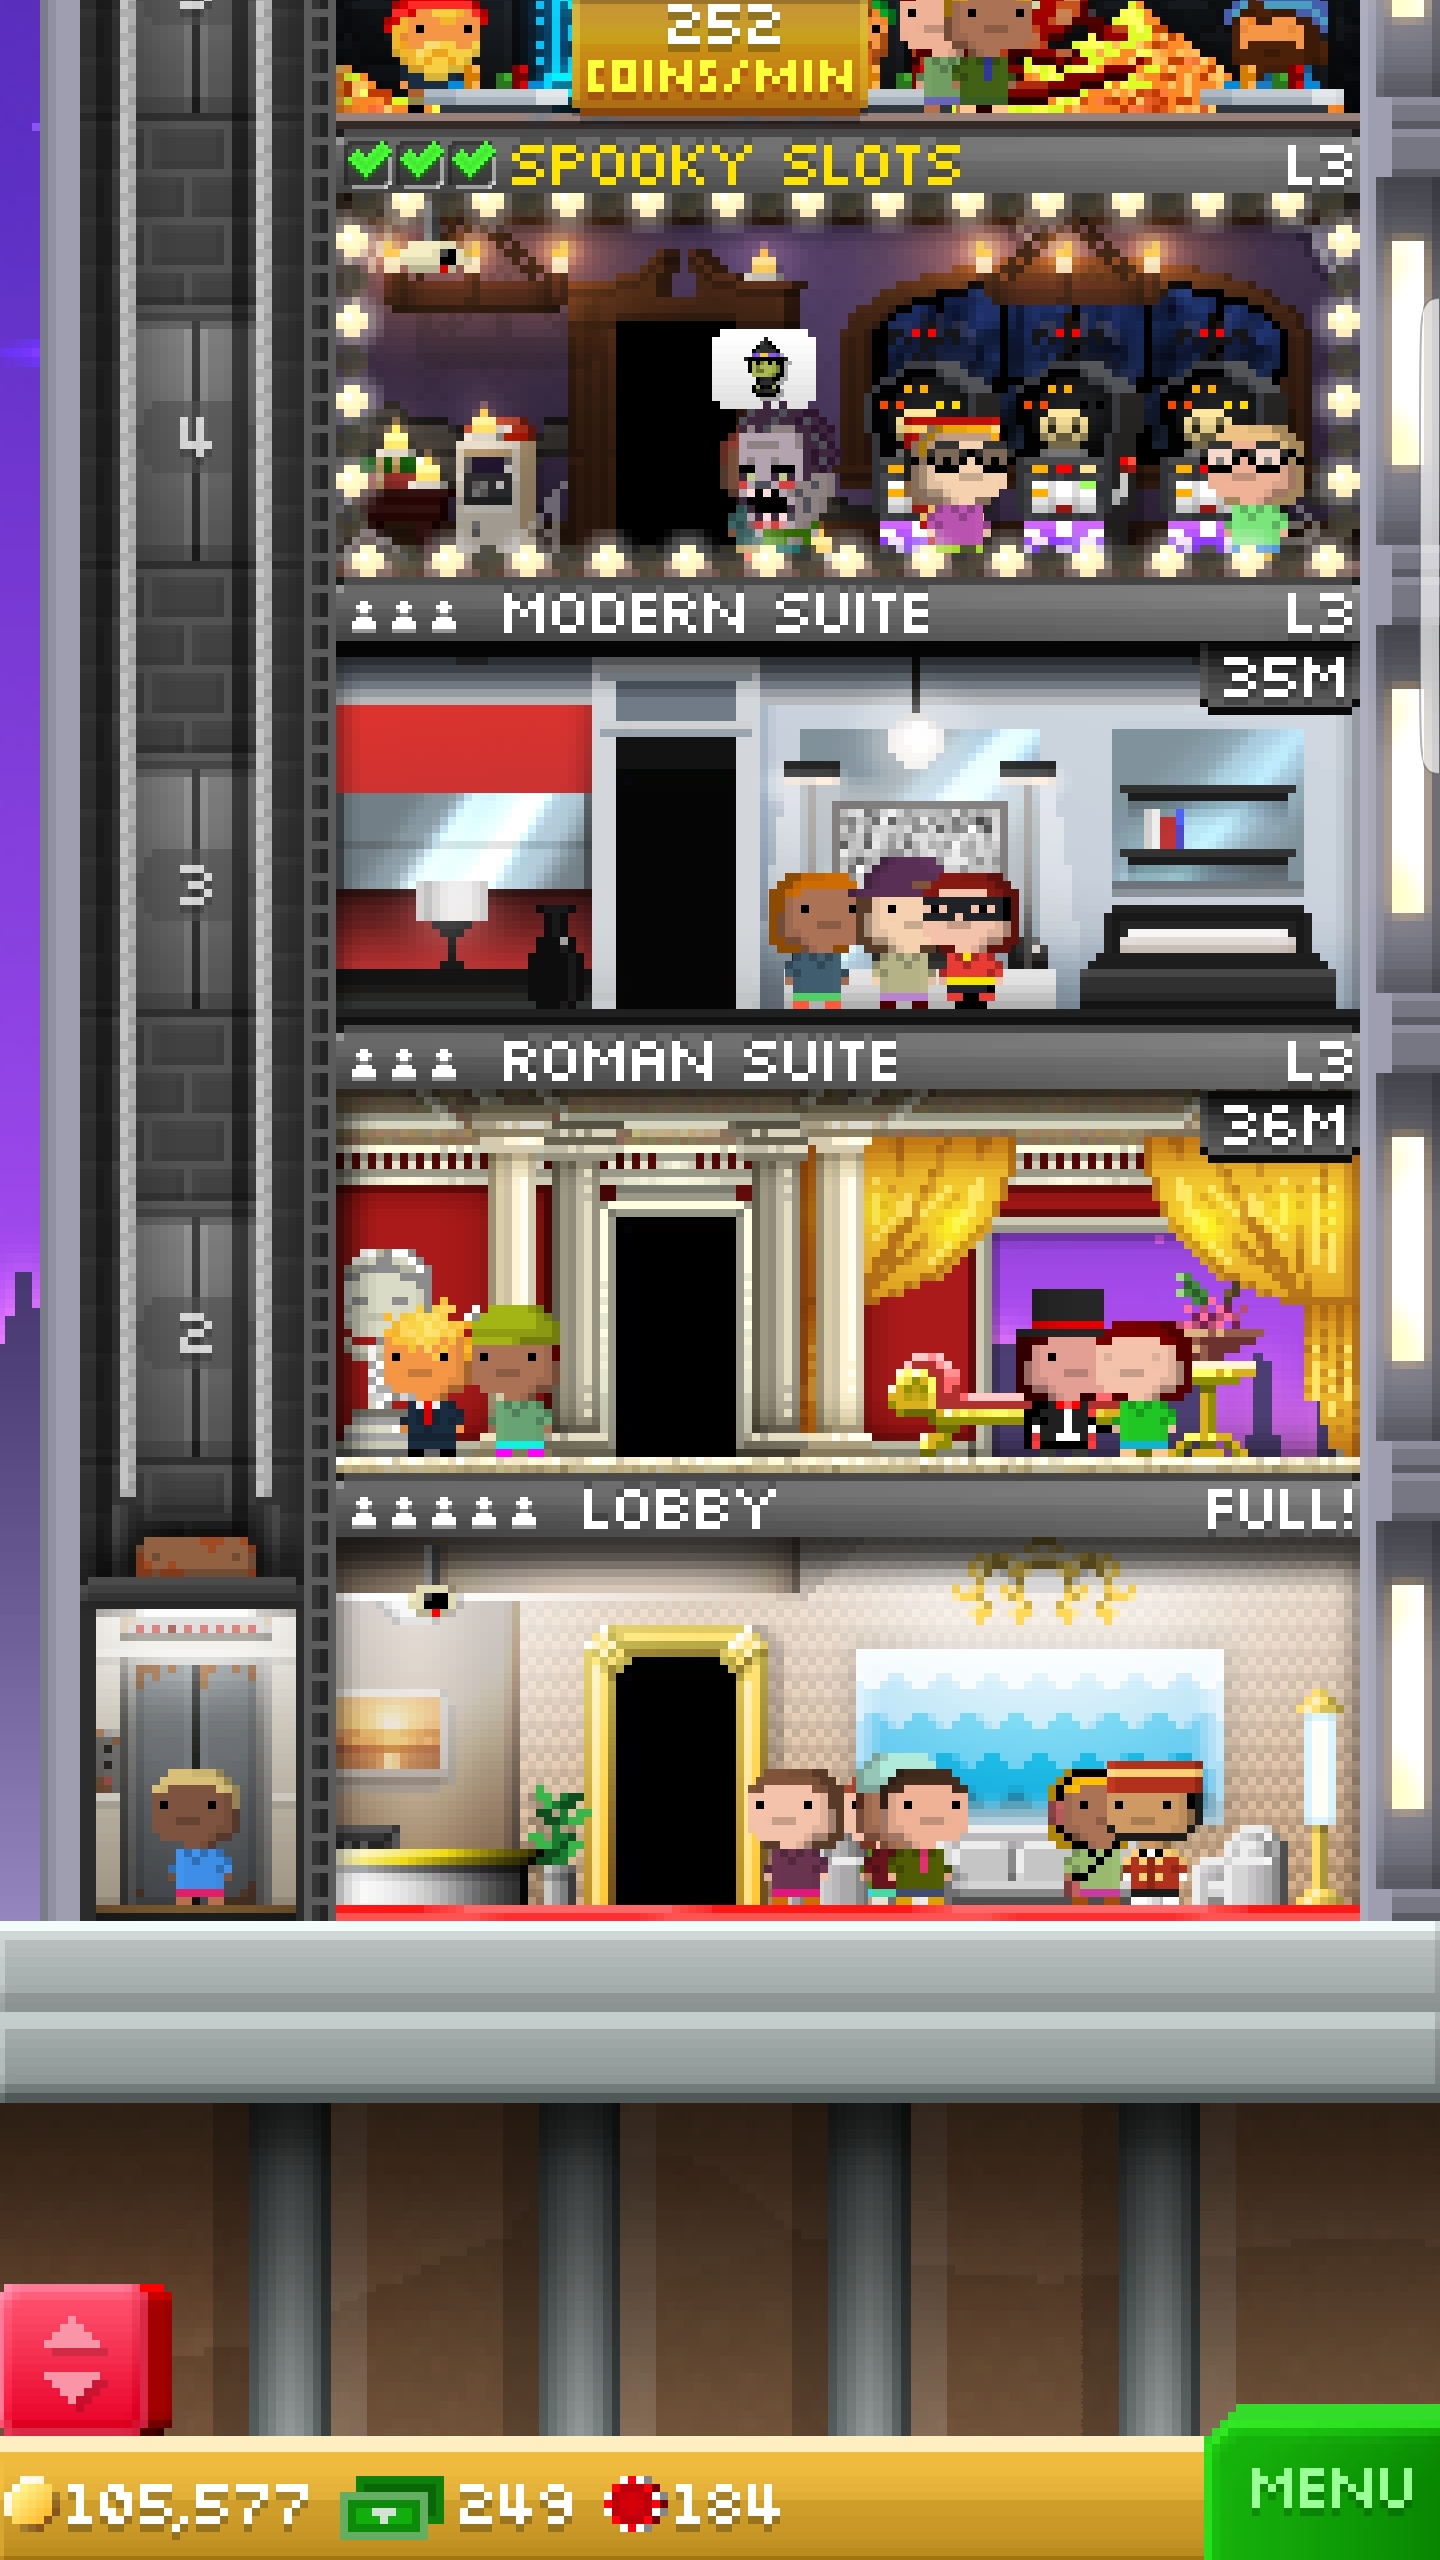 252
COINS/MIN
SPOOKY SLOTS L3
4
MODERN SUITE L3
35M
3
ROMAN SUITE L3
36M
2
LOBBY FULL!
105,577 249 184
MENU